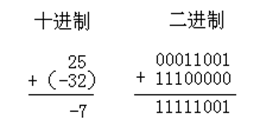 十进制 二进制
25 00011001
+ (-32) + 11100000
-7 11111001